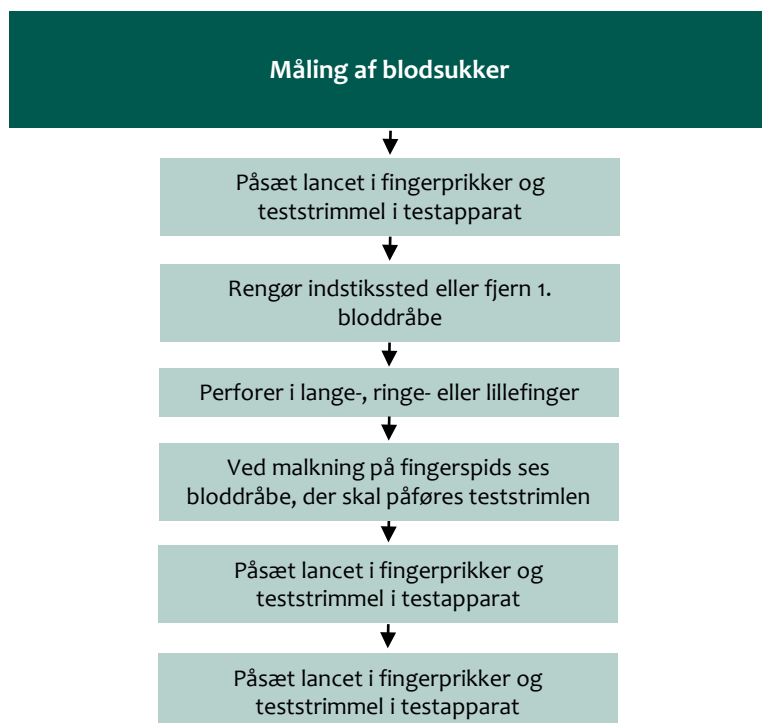 Måling af blodsukker
Påsæt lancet i fingerprikker og
teststrimmel i testapparat
Rengør indstikssted eller fjern 1.
bloddråbe
Perforer i lange-, ringe- eller lillefinger
Ved malkning på fingerspids ses
bloddråbe, der skal påføres teststrimlen
Påsæt lancet i fingerprikker og
teststrimmel i testapparat
Påsæt lancet i fingerprikker og
teststrimmel i testapparat